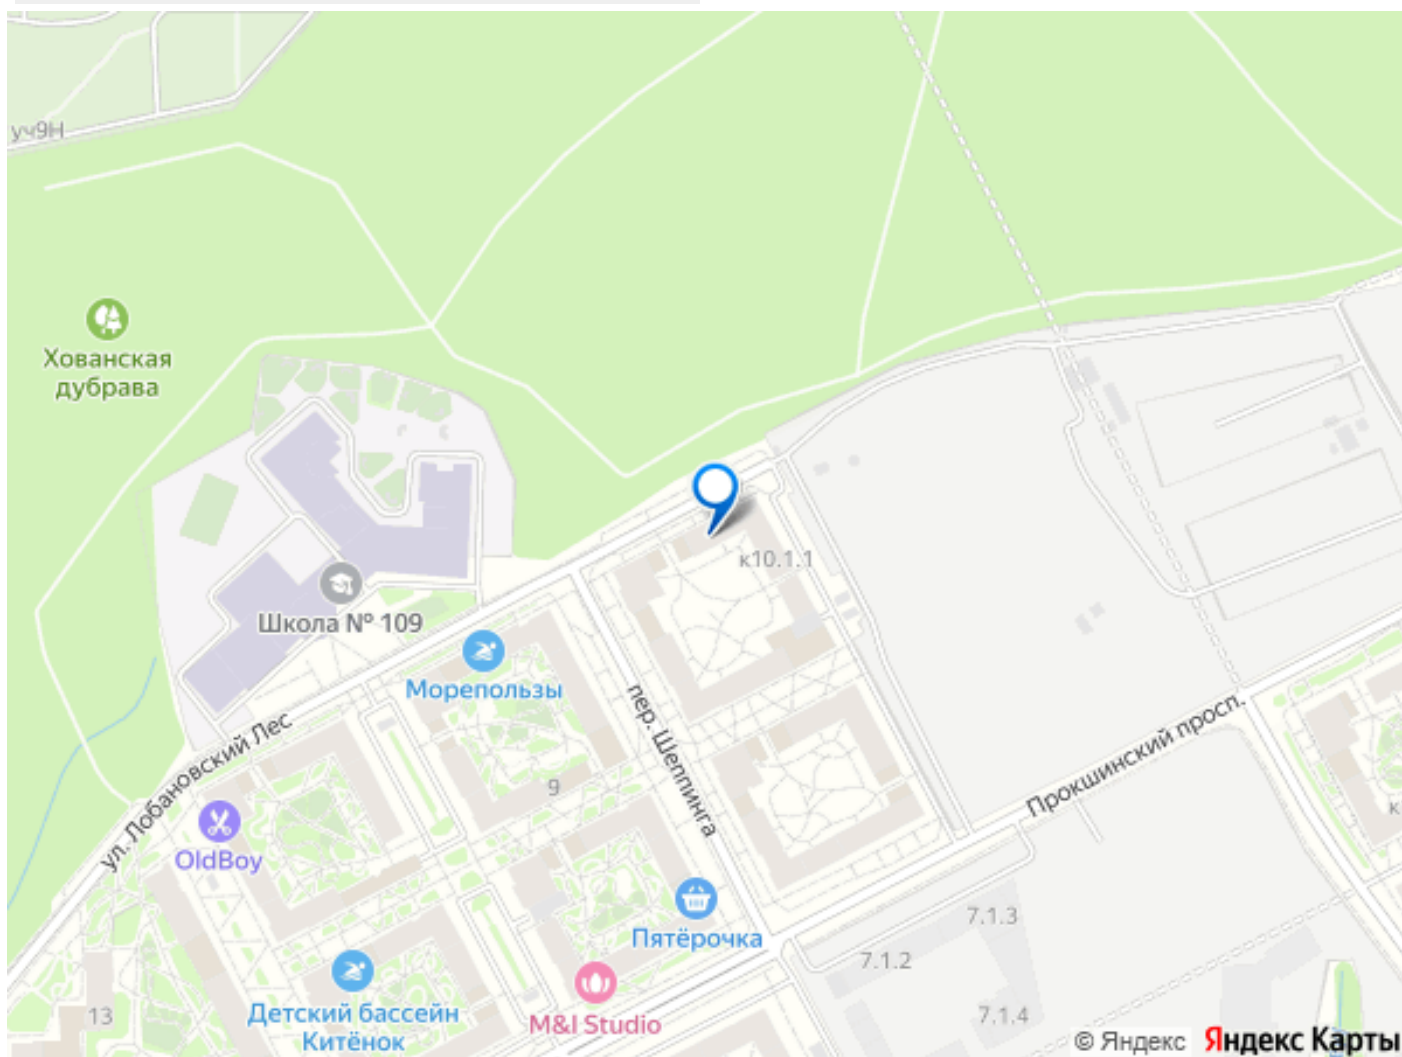 уч9Н
Хованская
дубрава
к10.1.1
Школа № 109
Морепользы
пер. Шеппинга
Прокшинский просп.
ул. Лобановский Лес
9
OldBoy
к
Пятёрочка
7.1.3
7.1.2
13
Детский бассейн
Китёнок
M&I Studio
7.1.4
© Яндекс Яндекс Карты